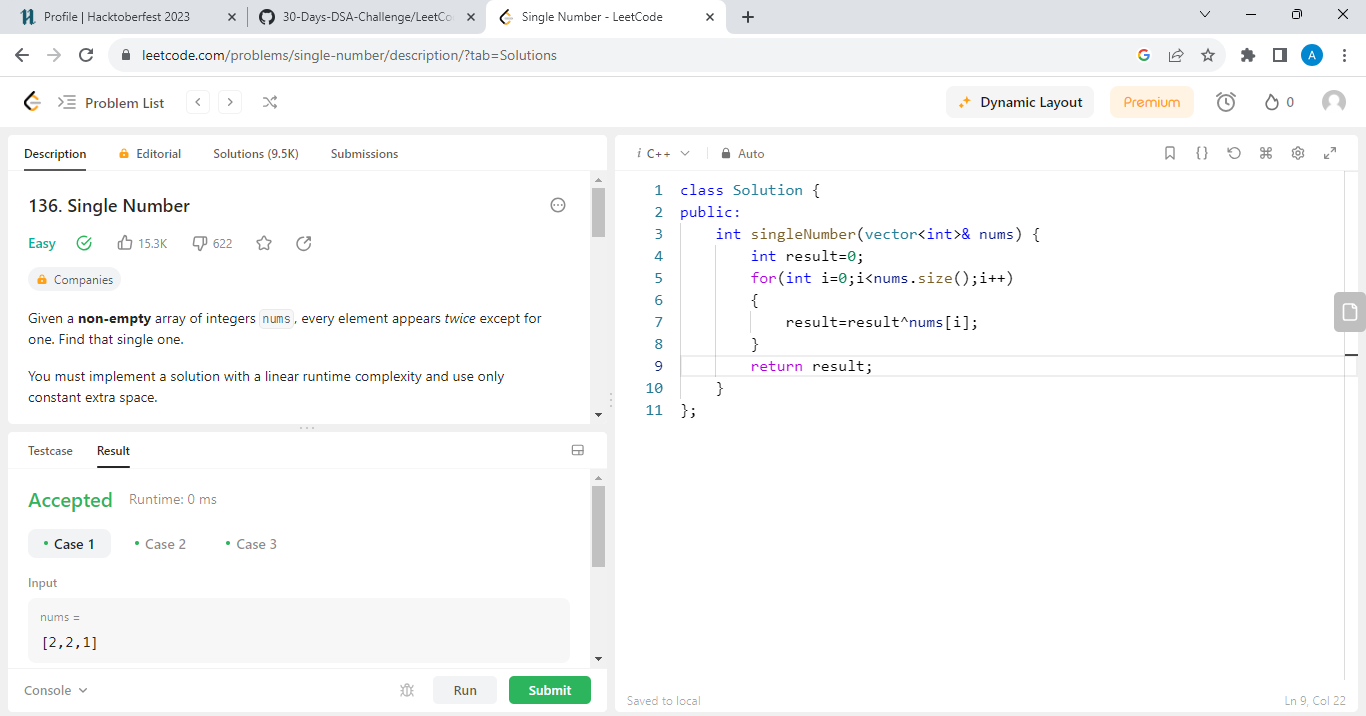 Profile | Hacktoberfest 2023
30-Days-DSA-Challenge/LeetCo
Single Number - LeetCode
leetcode.com/problems/single-number/description/?tab=Solutions
A
Problem List
Dynamic Layout
Premium
0
Description
Editorial
Solutions (9.5K)
Submissions
136. Single Number
Easy
15.3K
622
Companies
Given a non-empty array of integers nums, every element appears twice except for
one. Find that single one.
You must implement a solution with a linear runtime complexity and use only
constant extra space.
Testcase
Result
Accepted
Runtime: 0 ms
Case 1
Case 2
Case 3
Input
nums =
[2,2,1]
Console
Run
Submit
i C++
Auto
{}
1 class Solution {
2 public:
3 int singleNumber(vector<int>& nums) {
4 int result=0;
5 for(int i=0;i<nums.size();i++)
6 {
7 result=result^nums[i];
8 }
9 return result;
10 }
11 };
Saved to local
Ln 9, Col 22